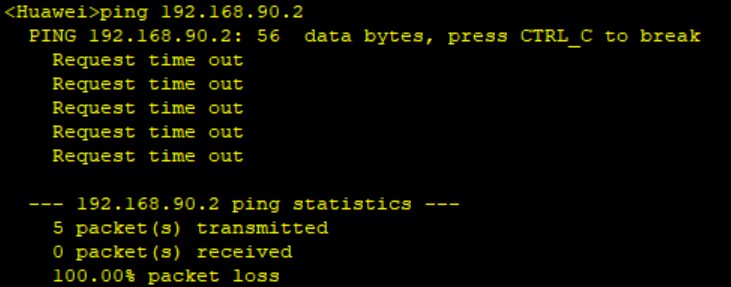 <Huawei>ping 192.168.90.2
PING 192.168.90.2: 56  data bytes, press CTRL_C to break
Request time out
Request time out
Request time out
Request time out
Request time out
--- 192.168.90.2 ping statistics ---
5 packet(s) transmitted
0 packet(s) received
100.00% packet loss